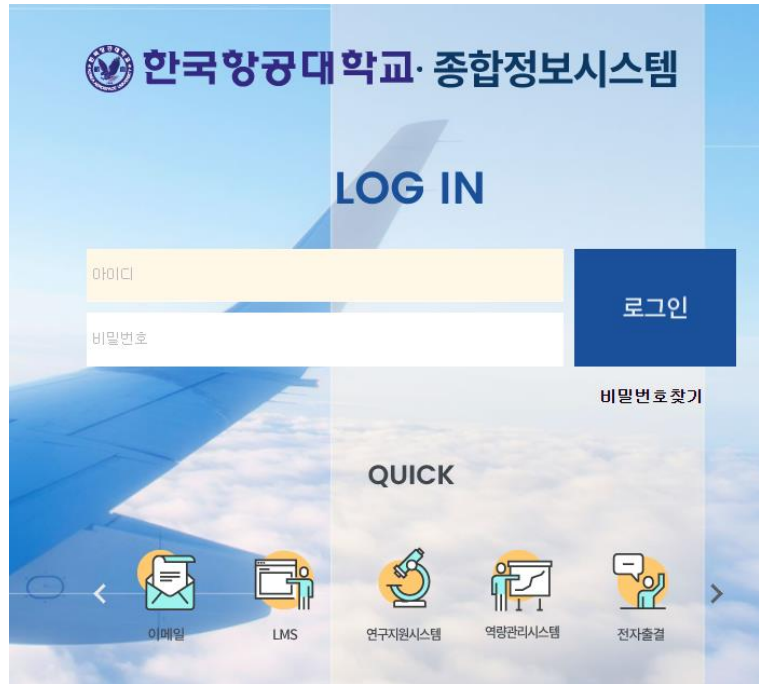 한국항공대학교· 종합정보시스템
LOG IN
아이디
비밀번호
로그인
비밀번호찾기
QUICK
이메일
LMS
연구지원시스템
역량관리시스템
전자출결